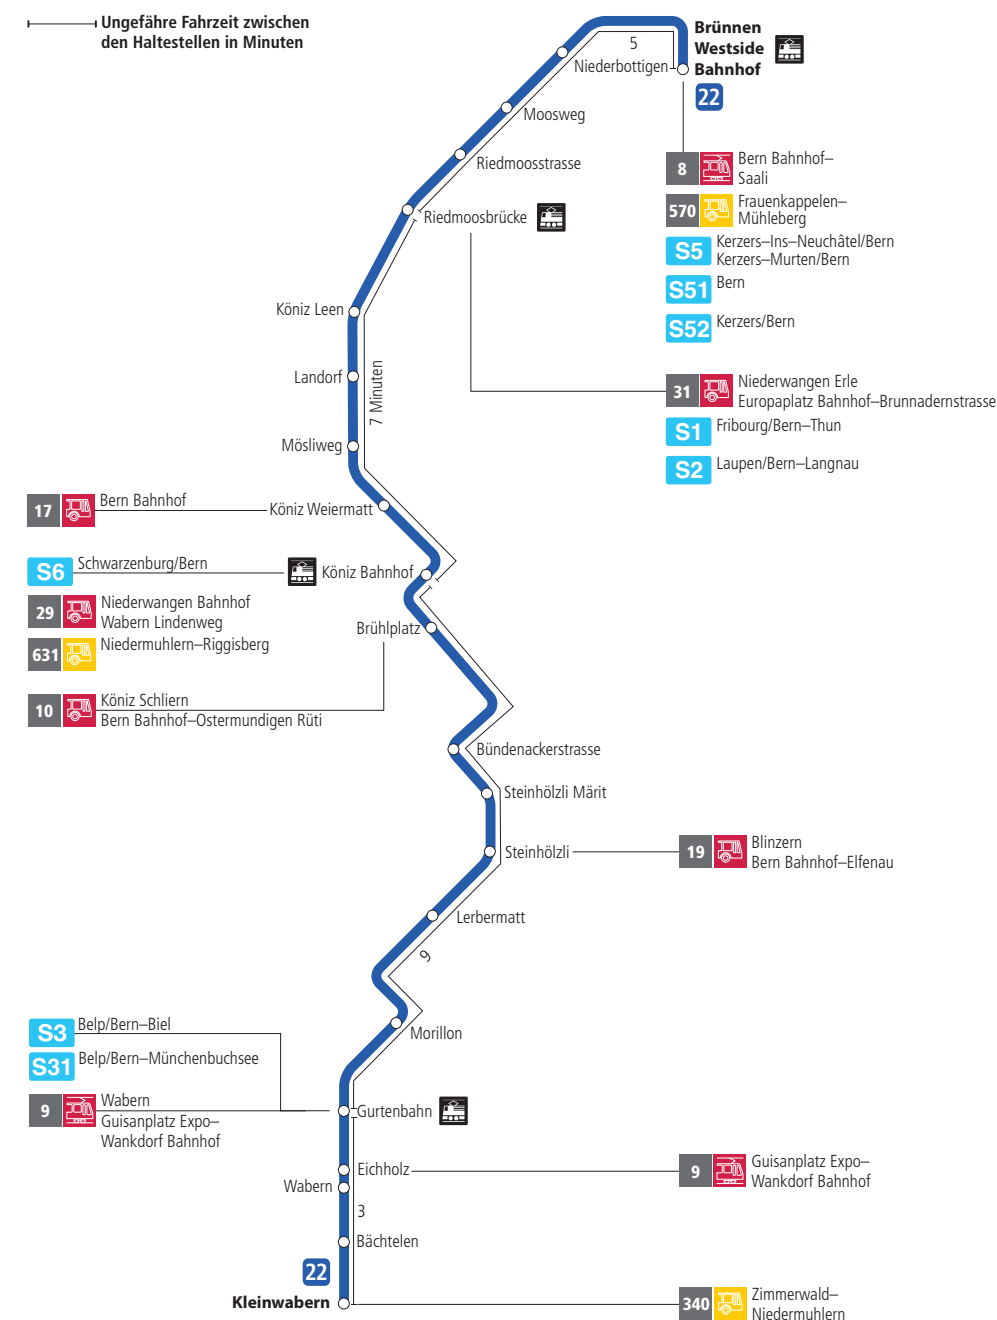 Ungefähre Fahrzeit zwischen
den Haltestellen in Minuten
5
Brünnen
Westside
Bahnhof
22
Niederbottigen
Moosweg
Riedmoosstrasse
Riedmoosbrücke
8
Bern Bahnhof–
Saali
570
Frauenkappelen–
Mühleberg
S5
Kerzers–Ins–Neuchâtel/Bern
Kerzers–Murten/Bern
S51
Bern
S52
Kerzers/Bern
31
Niederwangen Erle
Europaplatz Bahnhof–Brunnadernstrasse
S1
Fribourg/Bern–Thun
S2
Laupen/Bern–Langnau
Köniz Leen
Landorf
7 Minuten
Mösliweg
17
Bern Bahnhof
Köniz Weiermatt
S6
Schwarzenburg/Bern
Köniz Bahnhof
29
Niederwangen Bahnhof
Wabern Lindenweg
631
Niedermuhlern–Riggisberg
Brühlplatz
10
Köniz Schliern
Bern Bahnhof–Ostermundigen Rüti
Bündenackerstrasse
Steinhölzli Märit
Steinhölzli
19
Blinzern
Bern Bahnhof–Elfenau
Lerbermatt
9
Morillon
S3
Belp/Bern–Biel
S31
Belp/Bern–Münchenbuchsee
9
Wabern
Guisanplatz Expo–
Wankdorf Bahnhof
Gurtenbahn
Eichholz
9
Guisanplatz Expo–
Wankdorf Bahnhof
Wabern
3
Bächtelen
22
Kleinwabern
340
Zimmerwald–
Niedermuhlern